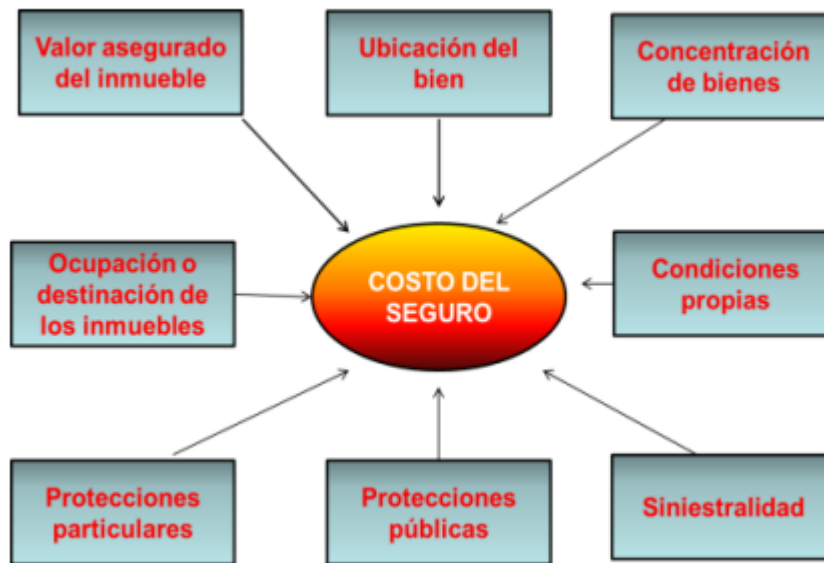 Valor asegurado
del inmueble
Ubicación del
bien
Concentración
de bienes
Ocupación o
destinación de
los inmuebles
COSTO DEL
SEGURO
Condiciones
propias
Protecciones
particulares
Protecciones
públicas
Siniestralidad